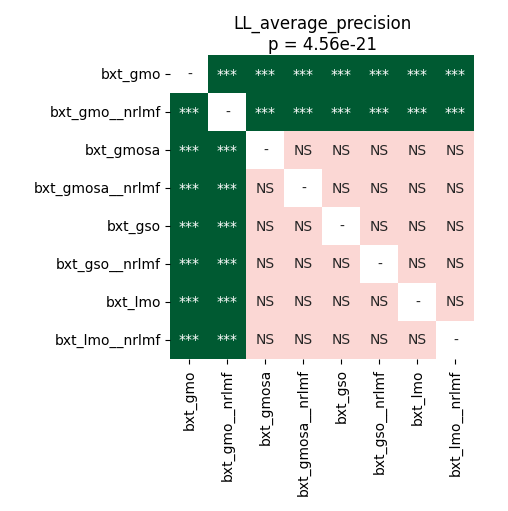 LL_average_precision
p = 4.56e-21
bxt_gmo - *** *** *** *** *** *** ***
bxt_gmo__nrlmf *** - *** *** *** *** *** ***
bxt_gmosa *** *** - NS NS NS NS NS
bxt_gmosa__nrlmf *** *** NS - NS NS NS NS
bxt_gso *** *** NS NS - NS NS NS
bxt_gso__nrlmf *** *** NS NS NS - NS NS
bxt_lmo *** *** NS NS NS NS - NS
bxt_lmo__nrlmf *** *** NS NS NS NS NS -
bxt_gmo
bxt_gmo__nrlmf
bxt_gmosa
bxt_gmosa__nrlmf
bxt_gso
bxt_gso__nrlmf
bxt_lmo
bxt_lmo__nrlmf